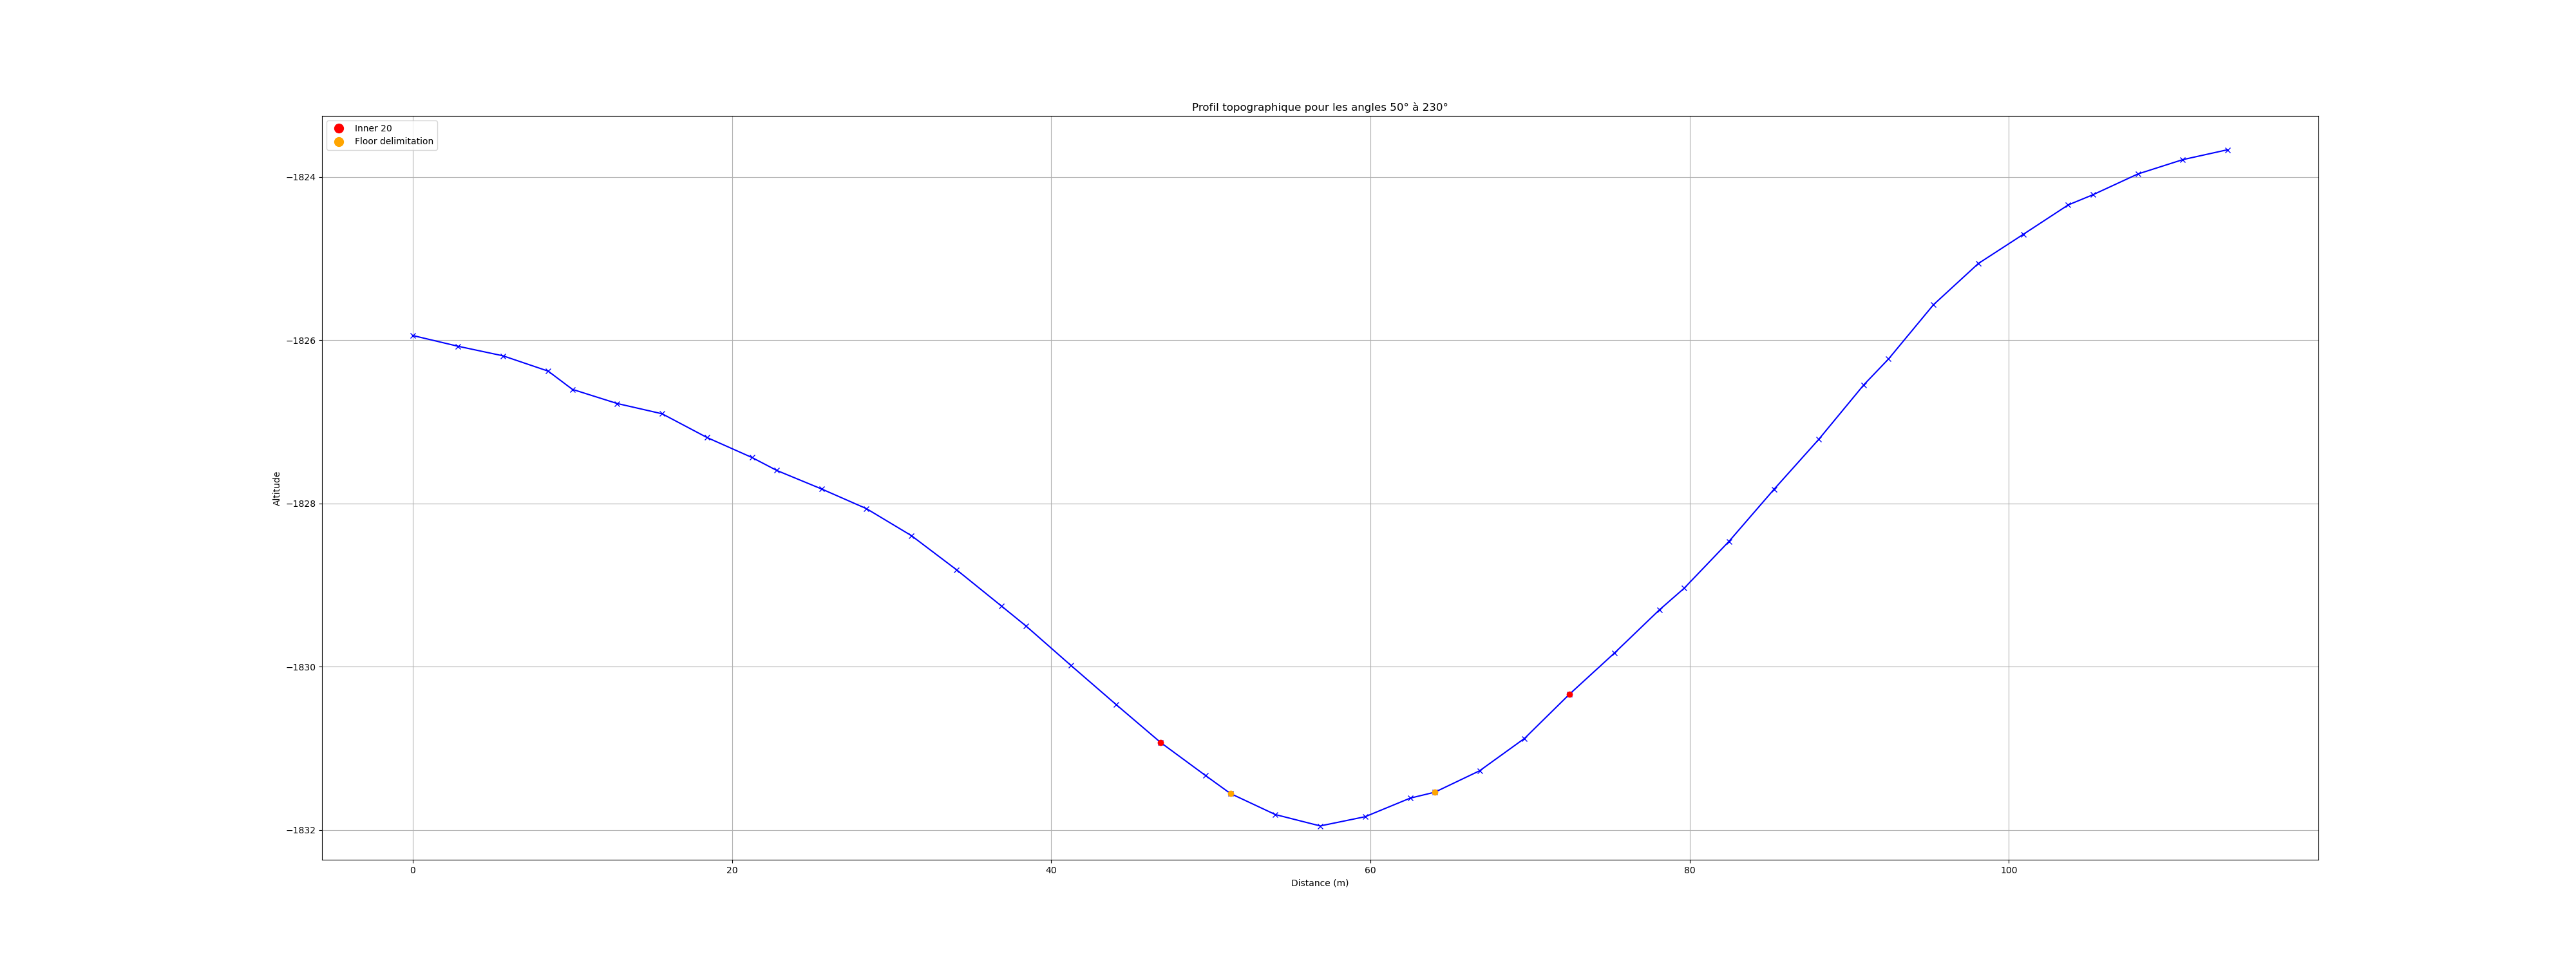 Profil topographique pour les angles 50° à 230°
Inner 20
Floor delimitation
−1824
−1826
−1828
−1830
−1832
Altitude
0 20 40 60 80 100
Distance (m)